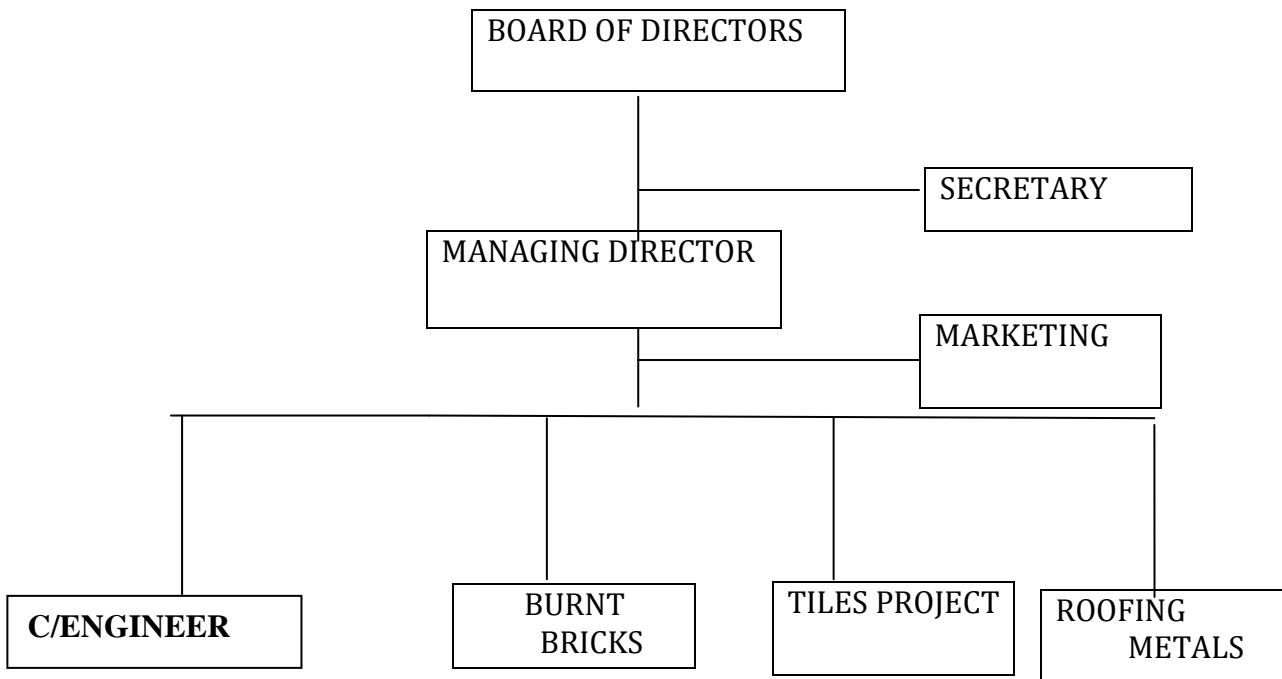 BOARD OF DIRECTORS
SECRETARY
MANAGING DIRECTOR
MARKETING
C/ENGINEER
BURNT
BRICKS
TILES PROJECT
ROOFING
METALS